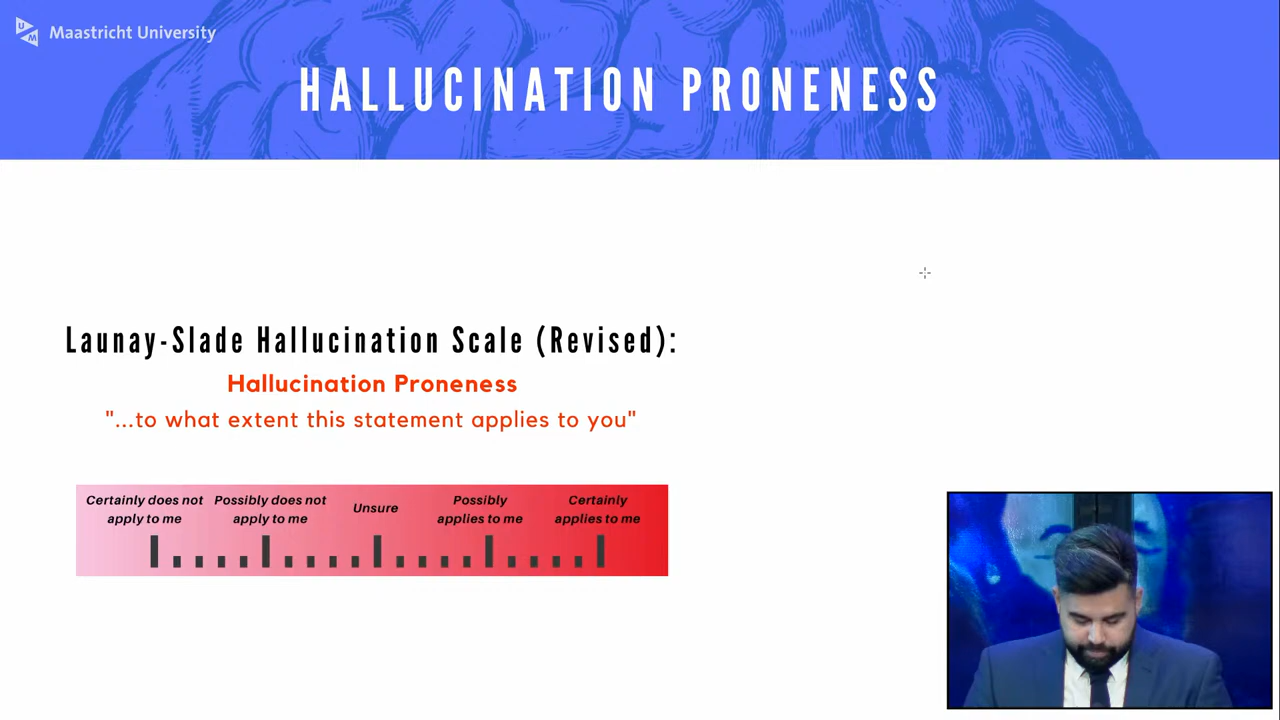 UM Maastricht University
HALLUCINATION PRONENESS
Launay-Slade Hallucination Scale (Revised):
Hallucination Proneness
"...to what extent this statement applies to you"
Certainly does not
apply to me
Possibly does not
apply to me
Unsure
Possibly
applies to me
Certainly
applies to me